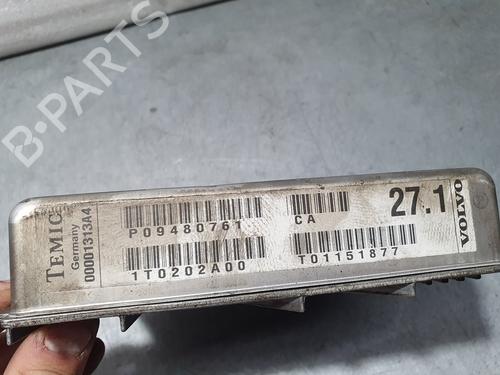 B-PARTS
TEMIC
Germany
00001313A4
P09480761
CA
27.1
VOLVO
1T0202A00
T01151877